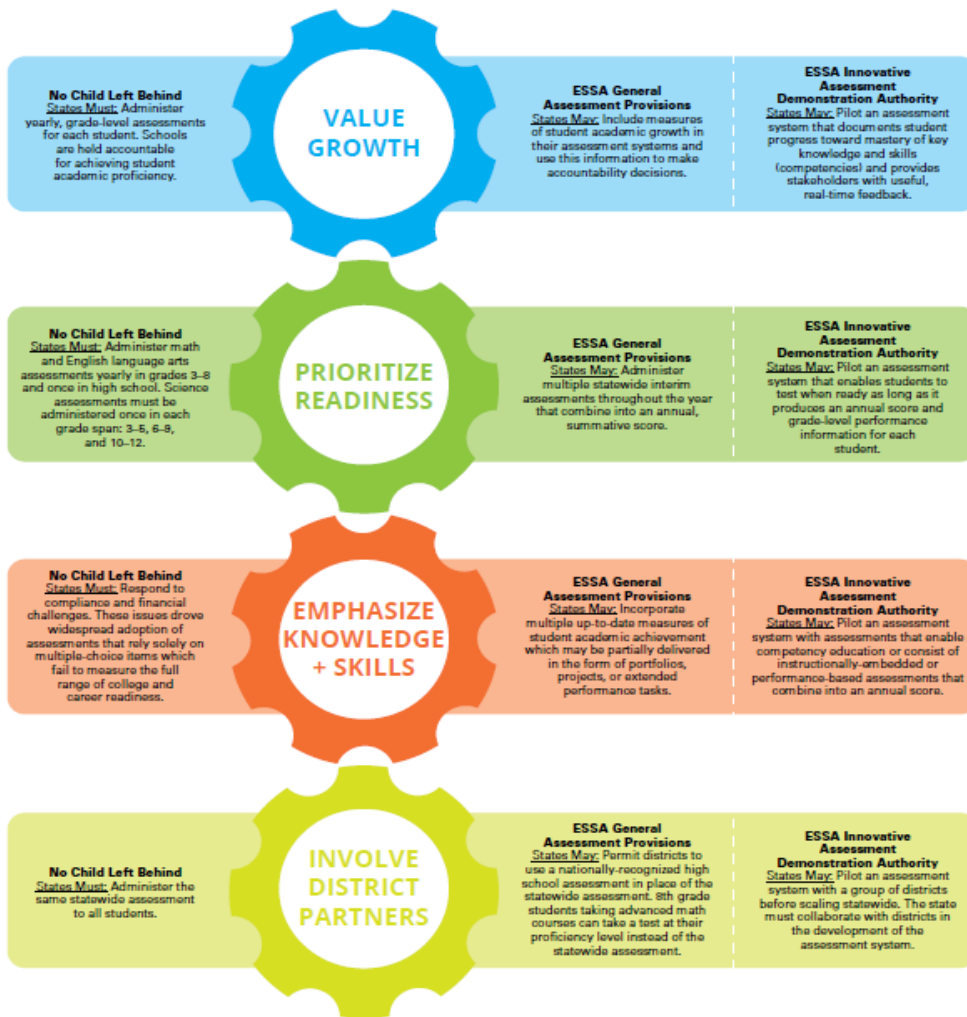 No Child Left Behind
States Must: Administer
yearly, grade-level assessments
for each student. Schools
are held accountable
for achieving student
academic proficiency.
VALUE
GROWTH
ESSA General
Assessment Provisions
States May: Include measures
of student academic growth in
their assessment systems and
use this information to make
accountability decisions.
ESSA Innovative
Assessment
Demonstration Authority
States May: Pilot an assessment
system that documents student
progress toward mastery of key
knowledge and skills
(competencies) and provides
stakeholders with useful,
real-time feedback.
No Child Left Behind
States Must: Administer math
and English language arts
assessments yearly in grades 3–8
and once in high school. Science
assessments must be
administered once in each
grade span: 3–5, 6–9,
and 10–12.
PRIORITIZE
READINESS
ESSA General
Assessment Provisions
States May: Administer
multiple statewide interim
assessments throughout the year
that combine into an annual,
summative score.
ESSA Innovative
Assessment
Demonstration Authority
States May: Pilot an assessment
system that enables students to
test when ready as long as it
produces an annual score and
grade-level performance
information for each
student.
No Child Left Behind
States Must: Respond to
compliance and financial
challenges. These issues drove
widespread adoption of
assessments that rely solely on
multiple-choice items which
fail to measure the full
range of college and
career readiness.
EMPHASIZE
KNOWLEDGE
+ SKILLS
ESSA General
Assessment Provisions
States May: Incorporate
multiple up-to-date measures of
student academic achievement
which may be partially delivered
in the form of portfolios,
projects, or extended
performance tasks.
ESSA Innovative
Assessment
Demonstration Authority
States May: Pilot an assessment
system with assessments that enable
competency education or consist of
instructionally-embedded or
performance-based assessments that
combine into an annual score.
No Child Left Behind
States Must: Administer the
same statewide assessment
to all students.
INVOLVE
DISTRICT
PARTNERS
ESSA General
Assessment Provisions
States May: Permit districts to
use a nationally-recognized high
school assessment in place of the
statewide assessment. 8th grade
students taking advanced math
courses can take a test at their
proficiency level instead of the
statewide assessment.
ESSA Innovative
Assessment
Demonstration Authority
States May: Pilot an assessment
system with a group of districts
before scaling statewide. The state
must collaborate with districts in
the development of the
assessment system.